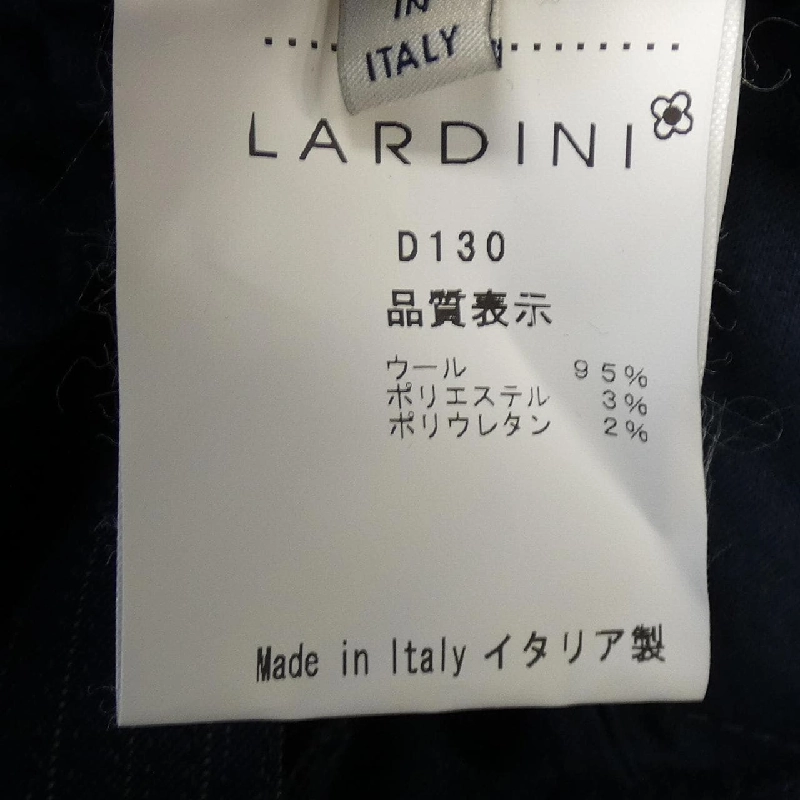 IN
ITALY
LARDINI
D130
品質表示
ウール 95%
ポリエステル 3%
ポリウレタン 2%
Made in Italy イタリア製